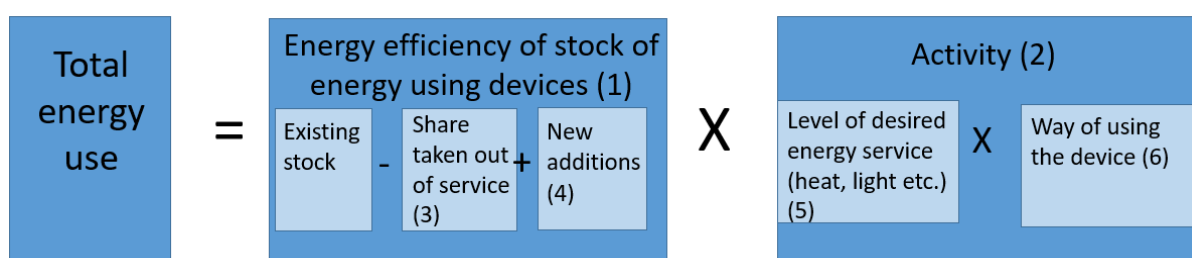 Total
energy
use
=
Energy efficiency of stock of
energy using devices (1)
Existing
stock
-
Share
taken out
of service
(3)
+
New
additions
(4)
X
Activity (2)
Level of desired
energy service
(heat, light etc.)
(5)
X
Way of using
the device (6)